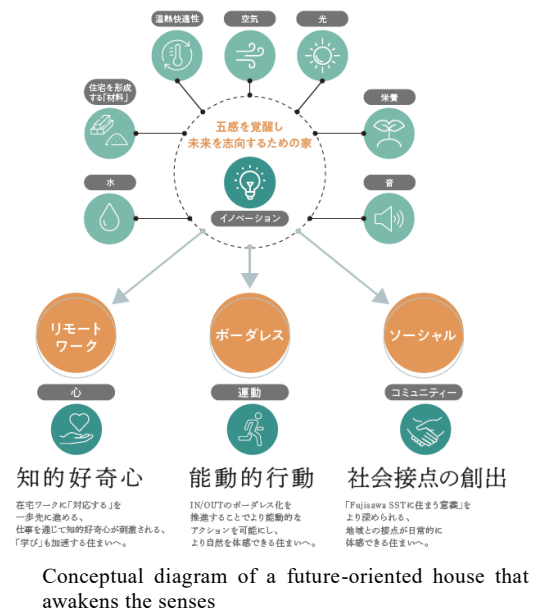 温熱快適性
空気
光
住宅を形成
する「材料」
栄養
水
音
五感を覚醒し
未来を志向するための家
イノベーション
リモート
ワーク
ボーダレス
ソーシャル
心
運動
コミュニティー
知的好奇心
能動的行動
社会接点の創出
在宅ワークに「対応する」を
一歩先に進める、
仕事を通じて知的好奇心が刺激される、
「学び」も加速する住まいへ。
IN/OUTのボーダレス化を
推進することでより能動的な
アクションを可能にし、
より自然を体感できる住まいへ。
「Fujisawa SSTに住まう意義」を
より深められる、
地域との接点が日常的に
体感できる住まいへ。
Conceptual diagram of a future-oriented house that
awakens the senses